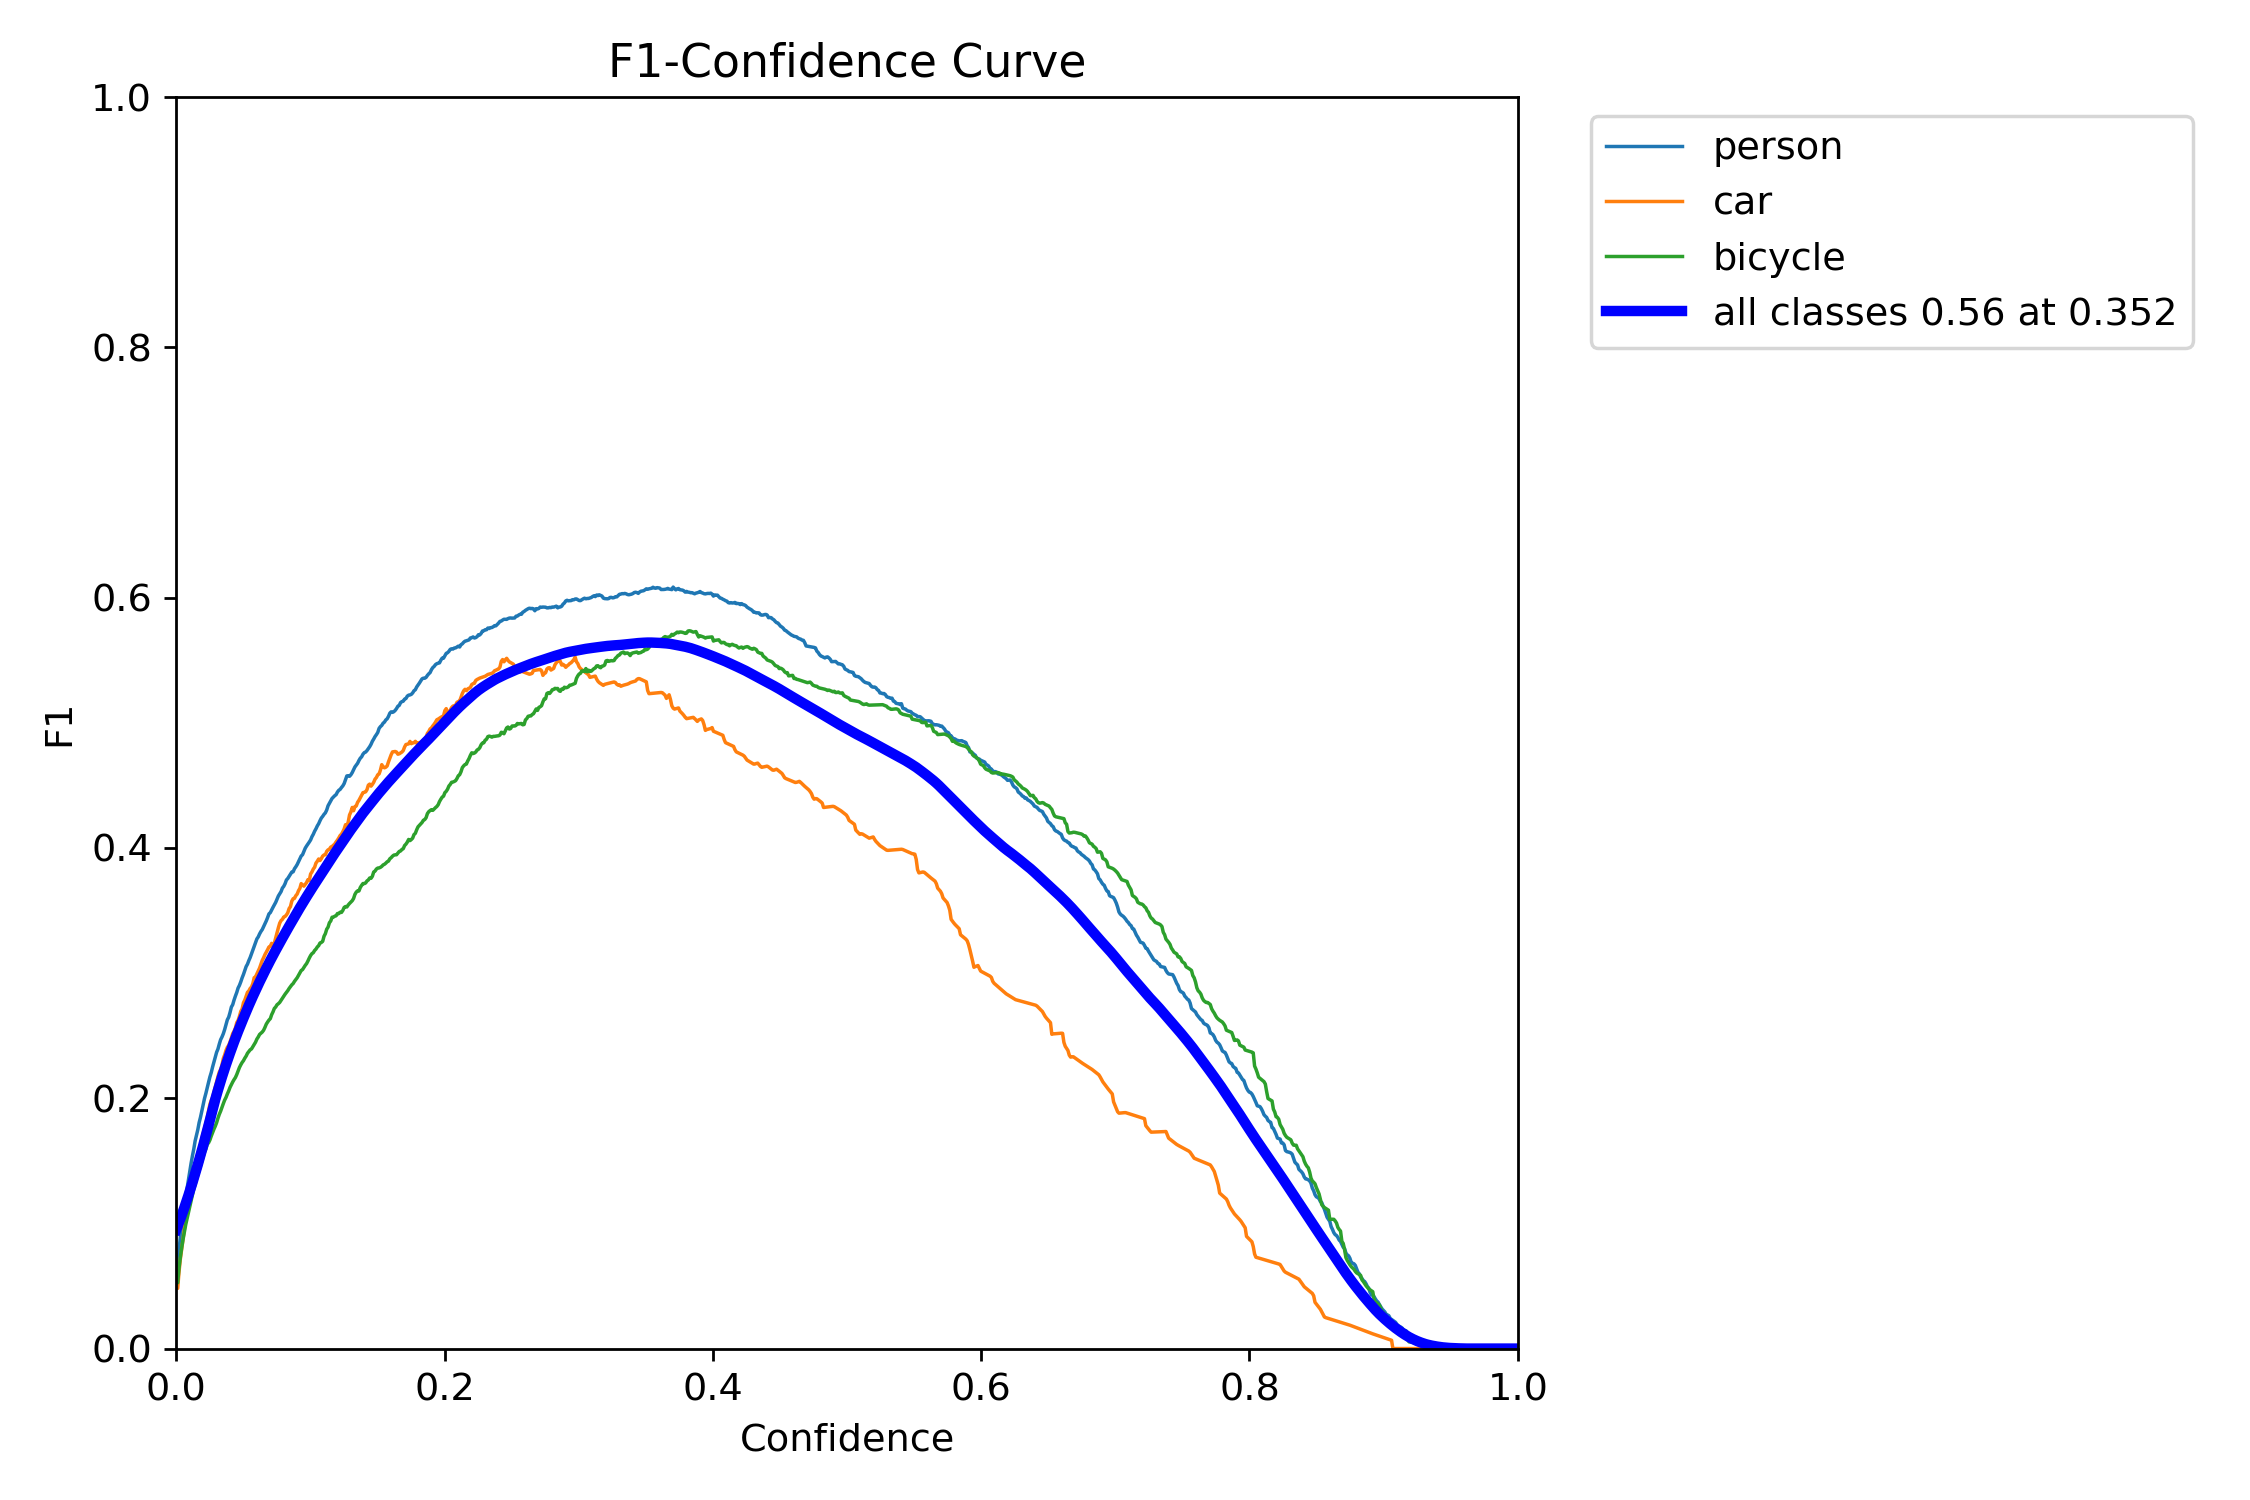 F1-Confidence Curve
1.0
0.8
0.6
0.4
0.2
0.0
F1
0.0 0.2 0.4 0.6 0.8 1.0
Confidence
person
car
bicycle
all classes 0.56 at 0.352